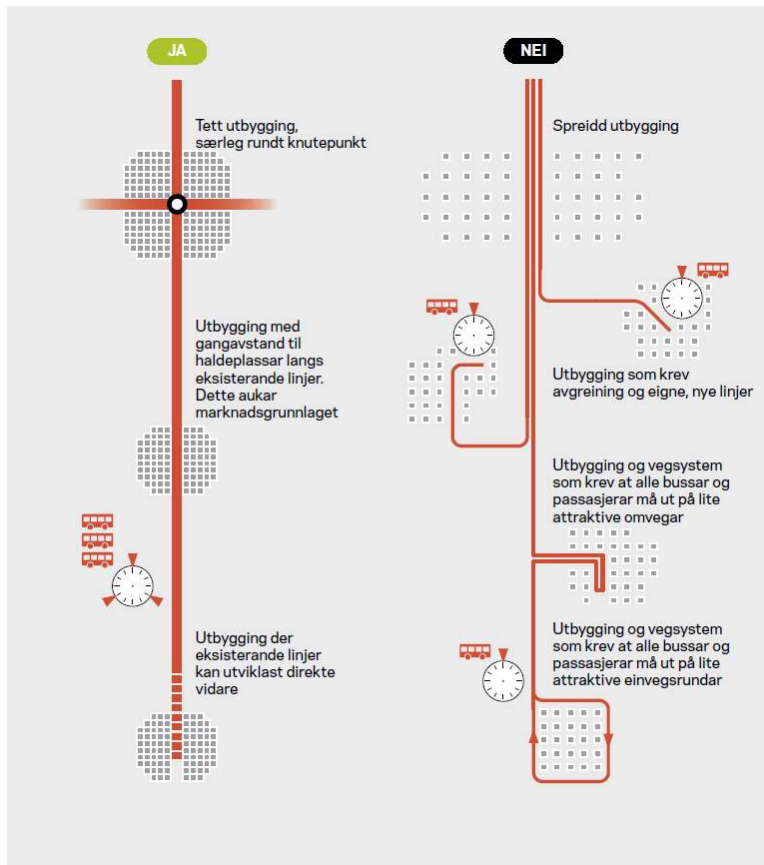 JA
Tett utbygging,
særleg rundt knutepunkt
Utbygging med
gangavstand til
haldeplassar langs
eksisterande linjer.
Dette aukar
marknadsgrunnlaget
Utbygging der
eksisterande linjer
kan utviklast direkte
vidare
NEI
Spreidd utbygging
Utbygging som krev
avgreining og eigne, nye linjer
Utbygging og vegsystem
som krev at alle bussar og
passasjerar må ut på lite
attraktive omvegar
Utbygging og vegsystem
som krev at alle bussar og
passasjerar må ut på lite
attraktive einvegsrundar